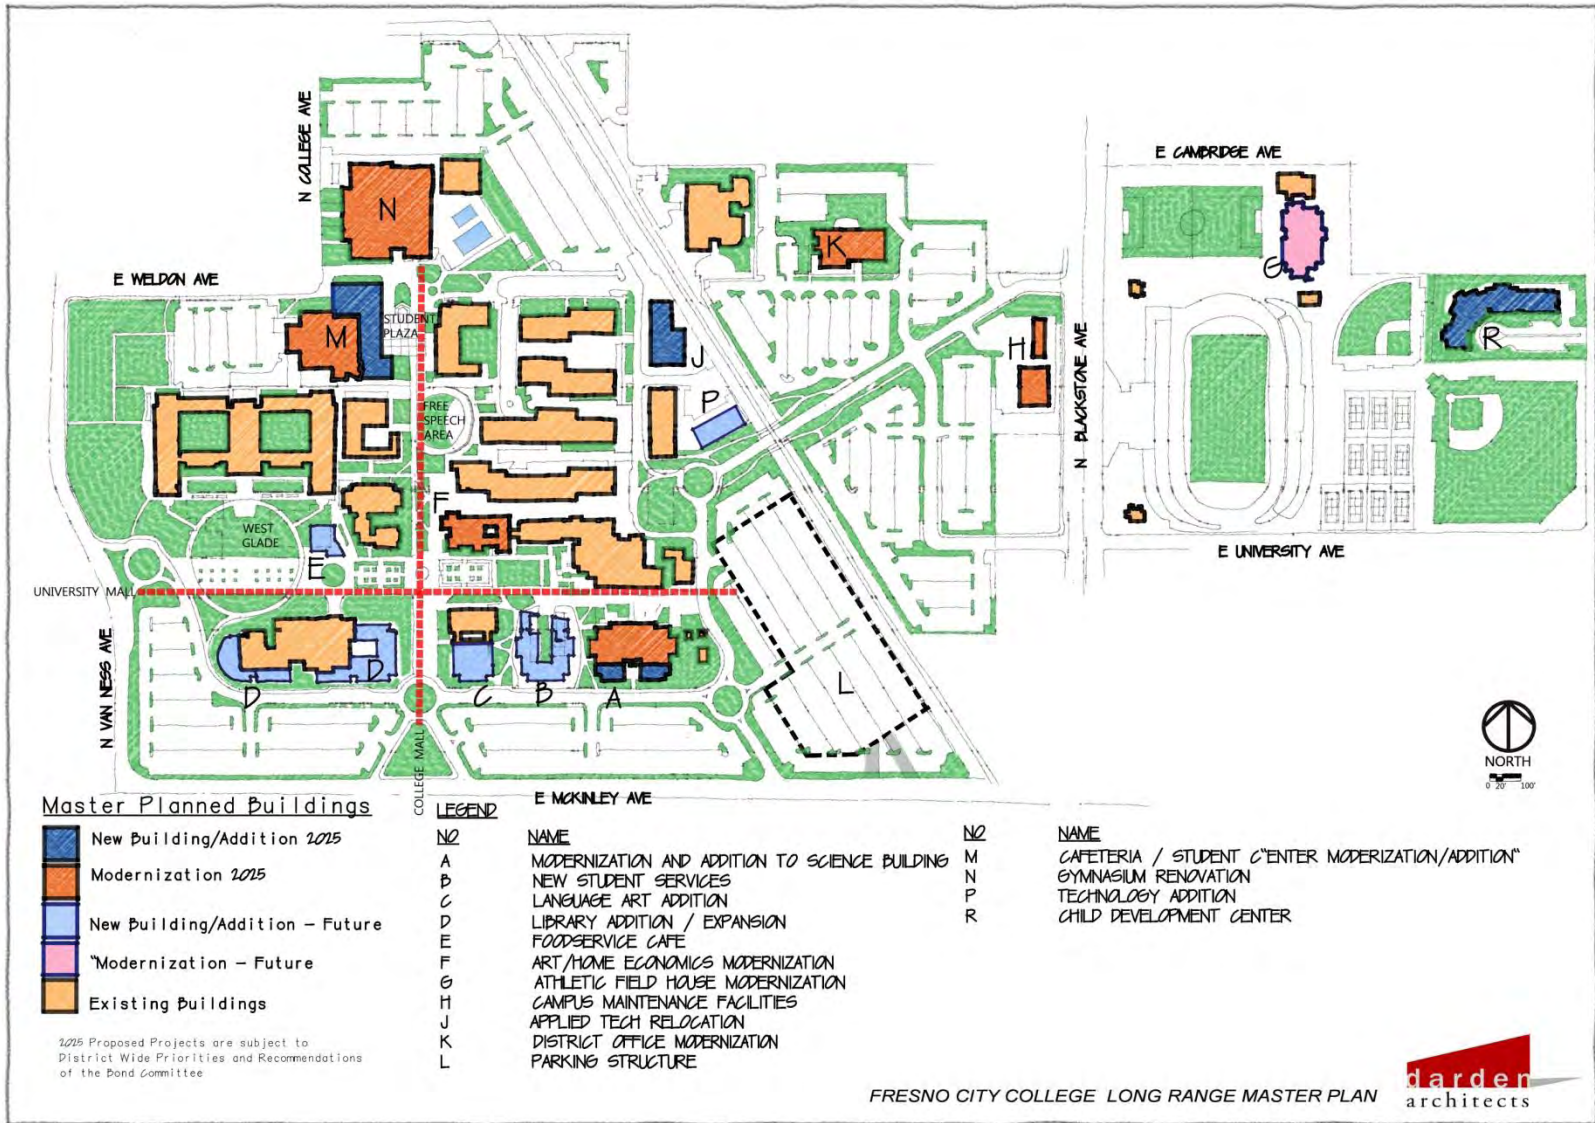 N COLLEGE AVE
E CAMBRIDGE AVE
N
K
G
E WELDON AVE
STUDENT
PLAZA
M
J
H
R
N BLACKSTONE AVE
P
FREE
SPEECH
AREA
F
WEST
GLADE
E
E UNIVERSITY AVE
UNIVERSITY MALL
N VAN NESS AVE
D
D
C
B
A
L
COLLEGE MALL
NORTH
0 20' 100'
E MCKINLEY AVE
Master Planned Buildings
New Building/Addition 2025
Modernization 2025
New Building/Addition - Future
"Modernization - Future
Existing Buildings
2025 Proposed Projects are subject to
District Wide Priorities and Recommendations
of the Bond Committee
LEGEND
NO NAME
A MODERNIZATION AND ADDITION TO SCIENCE BUILDING
B NEW STUDENT SERVICES
C LANGUAGE ART ADDITION
D LIBRARY ADDITION / EXPANSION
E FOODSERVICE CAFE
F ART/HOME ECONOMICS MODERNIZATION
G ATHLETIC FIELD HOUSE MODERNIZATION
H CAMPUS MAINTENANCE FACILITIES
J APPLIED TECH RELOCATION
K DISTRICT OFFICE MODERNIZATION
L PARKING STRUCTURE
NO NAME
M CAFETERIA / STUDENT C"ENTER MODERIZATION/ADDITION"
N GYMNASIUM RENOVATION
P TECHNOLOGY ADDITION
R CHILD DEVELOPMENT CENTER
FRESNO CITY COLLEGE LONG RANGE MASTER PLAN
darden
architects